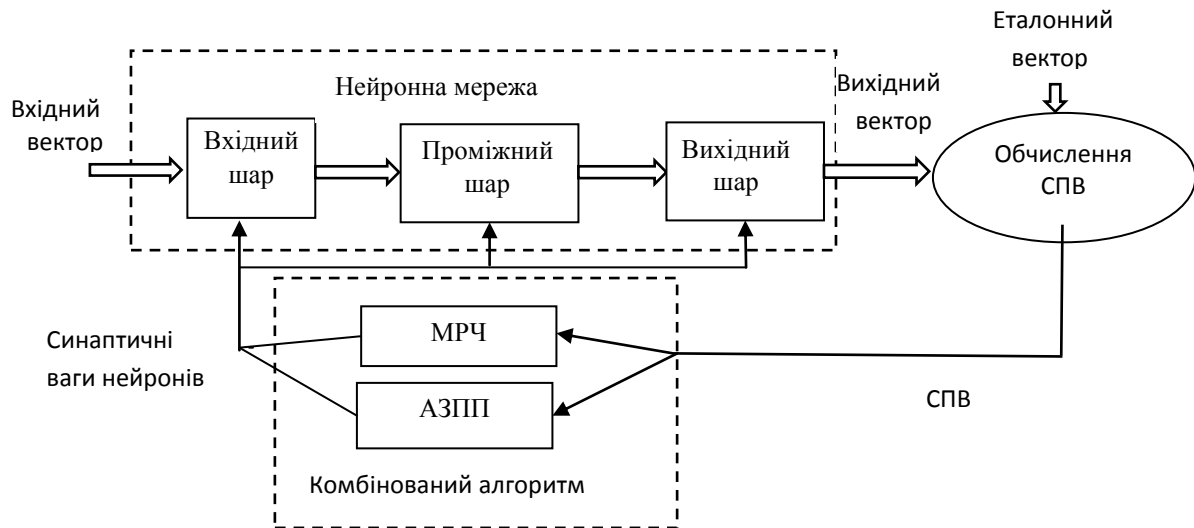 Еталонний
вектор
Нейронна мережа
Вхідний
вектор
Вихідний
вектор
Вхідний
шар
Проміжний
шар
Вихідний
шар
Обчислення
СПВ
МРЧ
Синаптичні
ваги нейронів
АЗПП
СПВ
Комбінований алгоритм